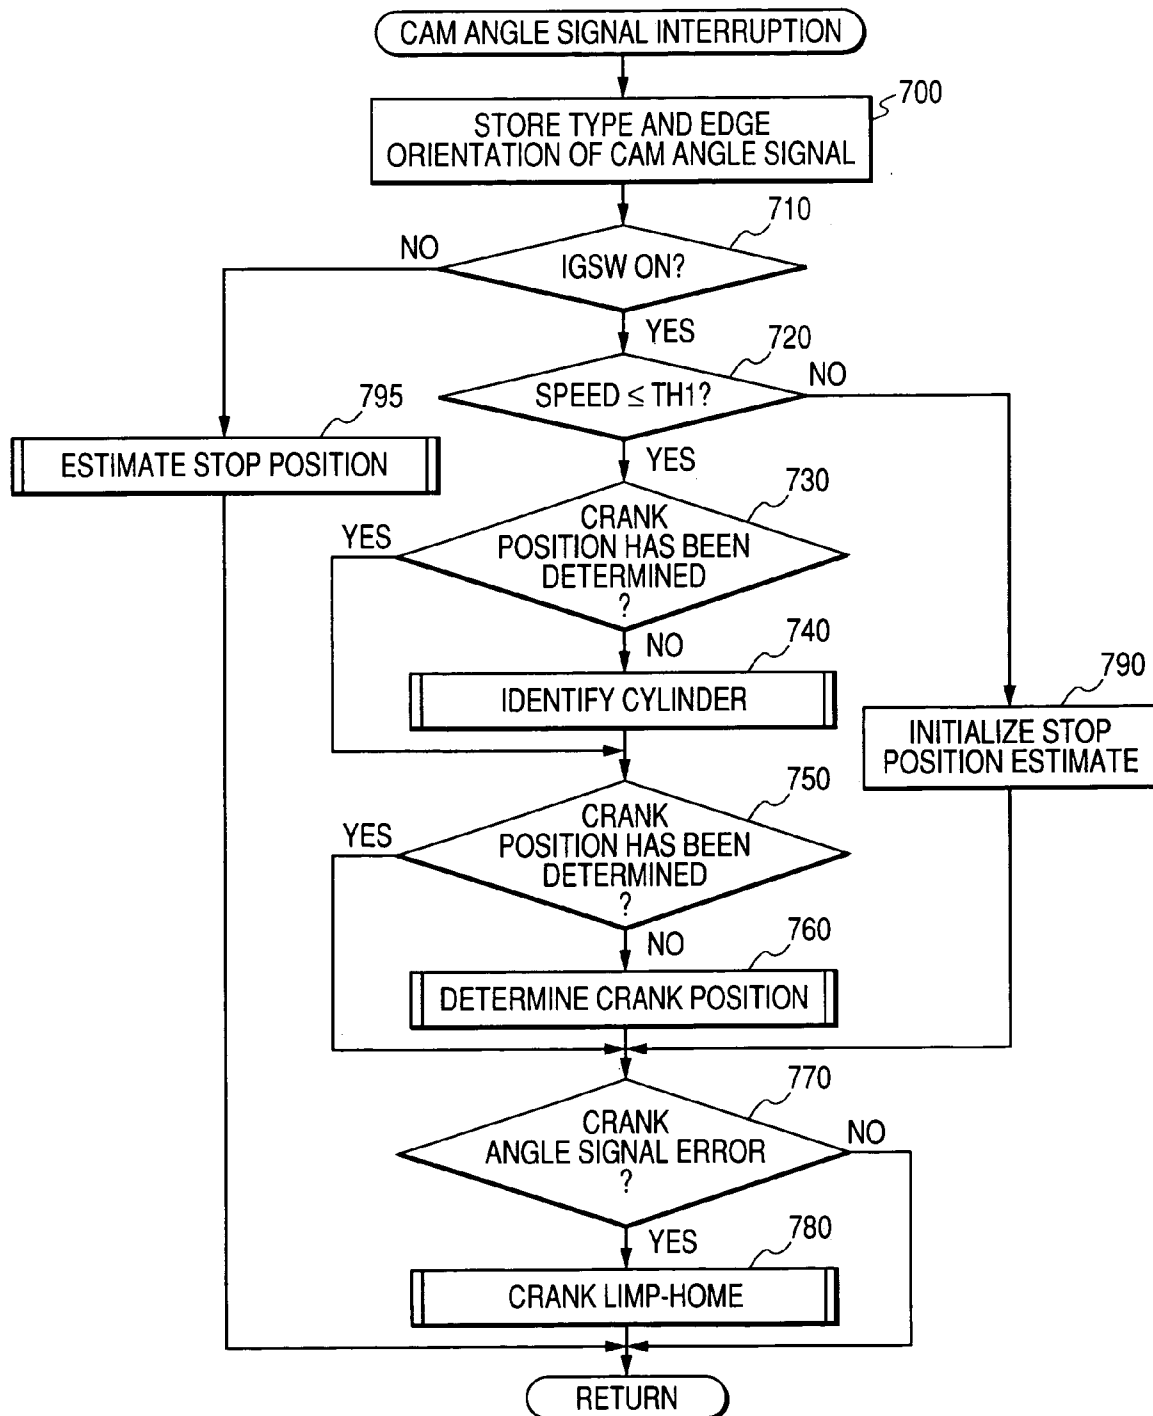 CAM ANGLE SIGNAL INTERRUPTION
700
STORE TYPE AND EDGE
ORIENTATION OF CAM ANGLE SIGNAL
710
NO
IGSW ON?
YES
720
NO
SPEED ≤ TH1?
795
YES
ESTIMATE STOP POSITION
730
YES
CRANK
POSITION HAS BEEN
DETERMINED
?
NO
740
IDENTIFY CYLINDER
790
INITIALIZE STOP
POSITION ESTIMATE
750
YES
CRANK
POSITION HAS BEEN
DETERMINED
?
NO
760
DETERMINE CRANK POSITION
770
CRANK
ANGLE SIGNAL ERROR
?
NO
YES
780
CRANK LIMP-HOME
RETURN